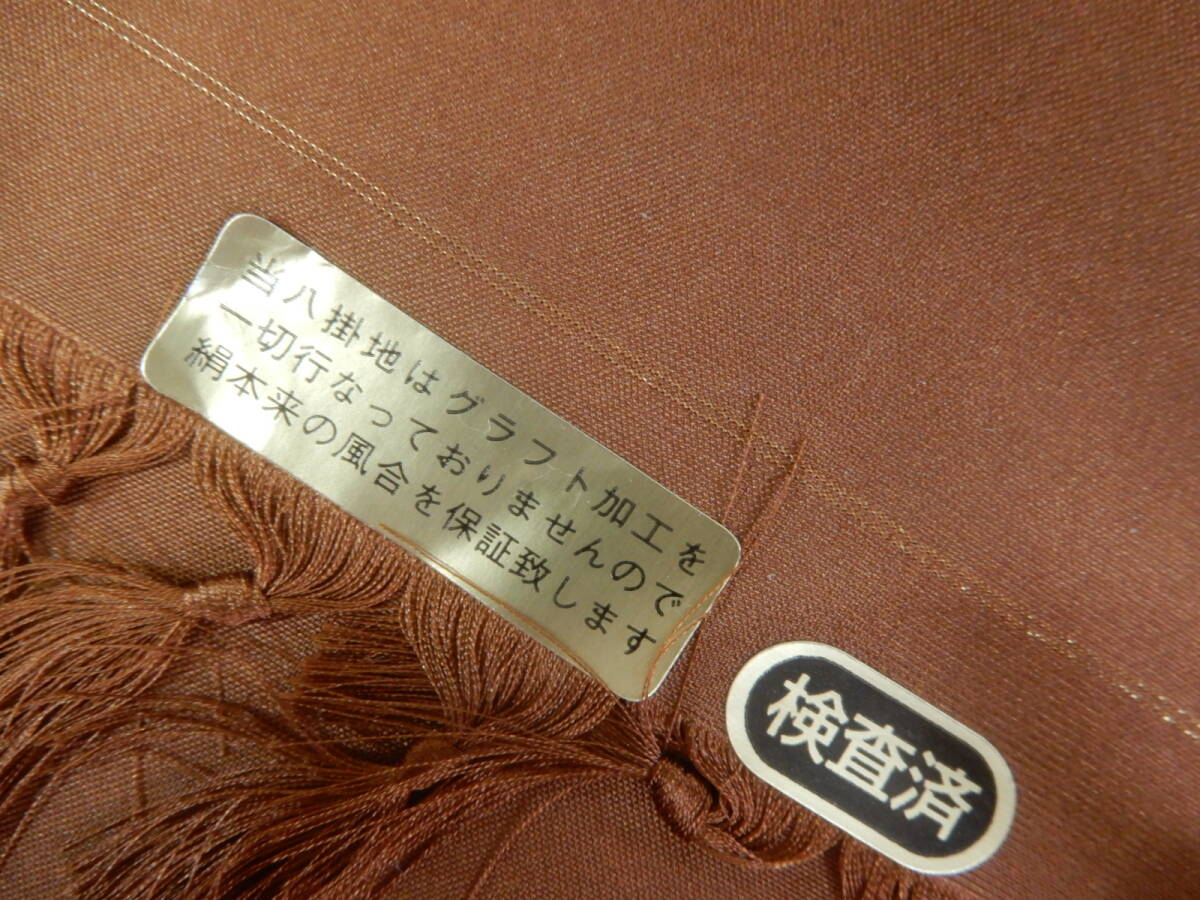 当八掛地はグラフト加工を
一切行なっておりませんので
絹本来の風合を保証致します
検査済